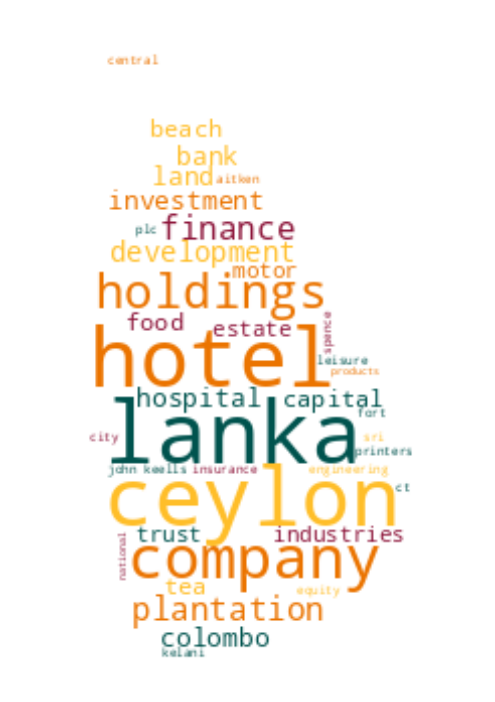 central
beach
bank
land aitken
investment
plc finance
development
motor
holdings
food estate spence
hotel
leisure
products
hospital capital
fort
lanka
city sri
printers
john keells insurance engineering
ceylon ct
trust industries
national company
tea equity
plantation
colombo
kelani